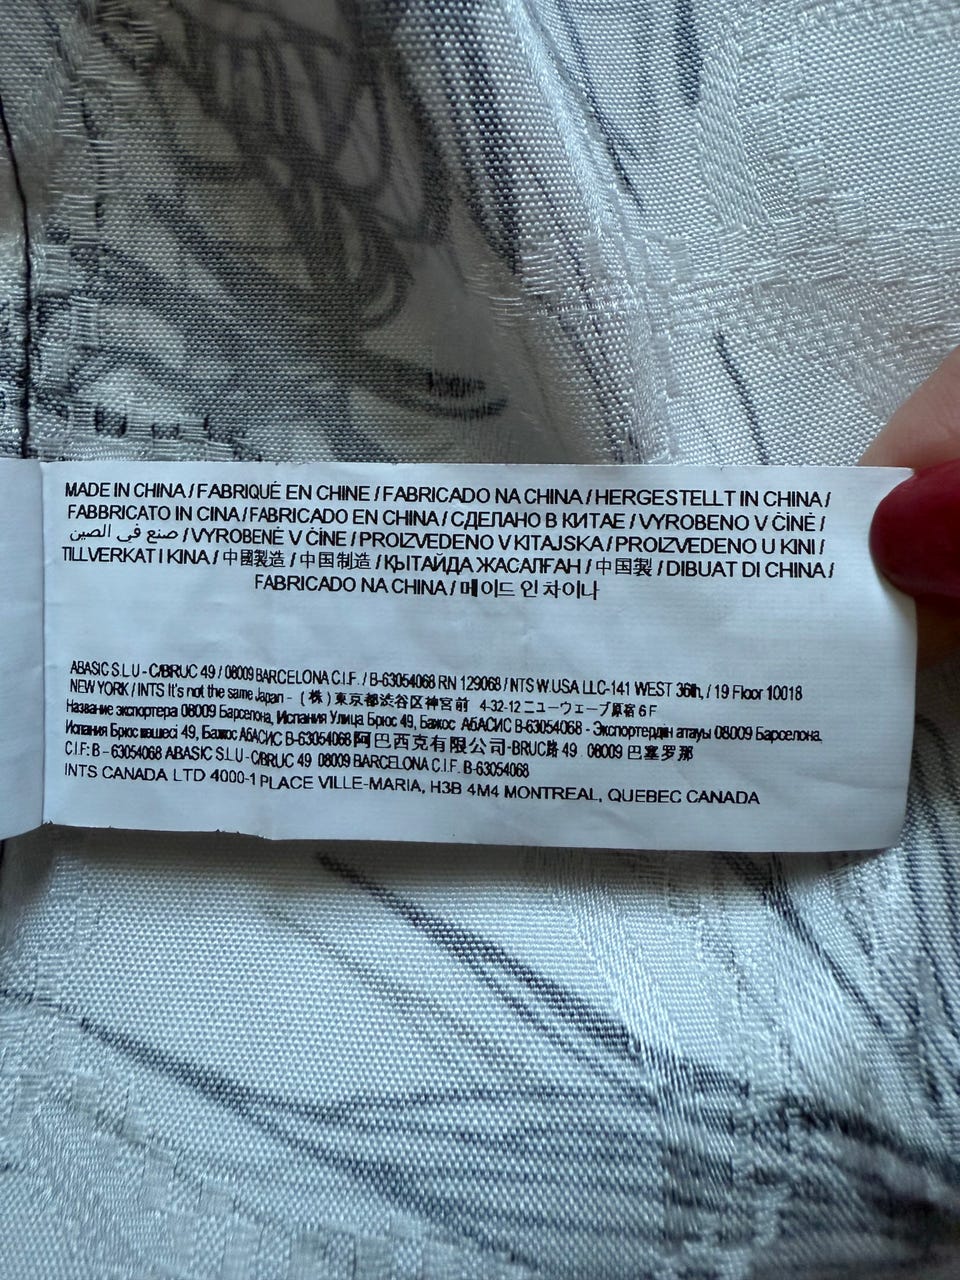 MADE IN CHINA / FABRIQUÉ EN CHINE / FABRICADO NA CHINA / HERGESTELLT IN CHINA /
FABBRICATO IN CINA / FABRICADO EN CHINA / СДЕЛАНО В КИТАЕ / VYROBENO V ČÍNĚ /
صنع في الصين / VYROBENÉ V ČÍNE / PROIZVEDENO V KITAJSKA / PROIZVEDENO U KINI /
TILLVERKAT I KINA / 中國製造 / 中国制造 / ҚЫТАЙДА ЖАСАЛҒАН / 中国製 / DIBUAT DI CHINA /
FABRICADO NA CHINA / 메이드 인 차이나
ABASIC S.L.U - C/BRUC 49 / 08009 BARCELONA C.I.F. / B-63054068 RN 129068 / NTS W.USA LLC-141 WEST 36th, / 19 Floor 10018
NEW YORK / INTS It's not the same Japan - (株)東京都渋谷区神宮前 4-32-12 ニューウェーブ原宿 6 F
Название экспортера 08009 Барселона, Испания Улица Брюс 49, Бажос АБАСИС B-63054068 - Экспортердің атауы 08009 Барселона,
Испания Брюс көшесі 49, Бажос АБАСИС B-63054068 阿巴西克有限公司-BRUC路 49 08009 巴塞罗那
C.I.F: B - 63054068 ABASIC S.L.U - C/BRUC 49 08009 BARCELONA C.I.F. B-63054068
INTS CANADA LTD 4000-1 PLACE VILLE-MARIA, H3B 4M4 MONTREAL, QUEBEC CANADA